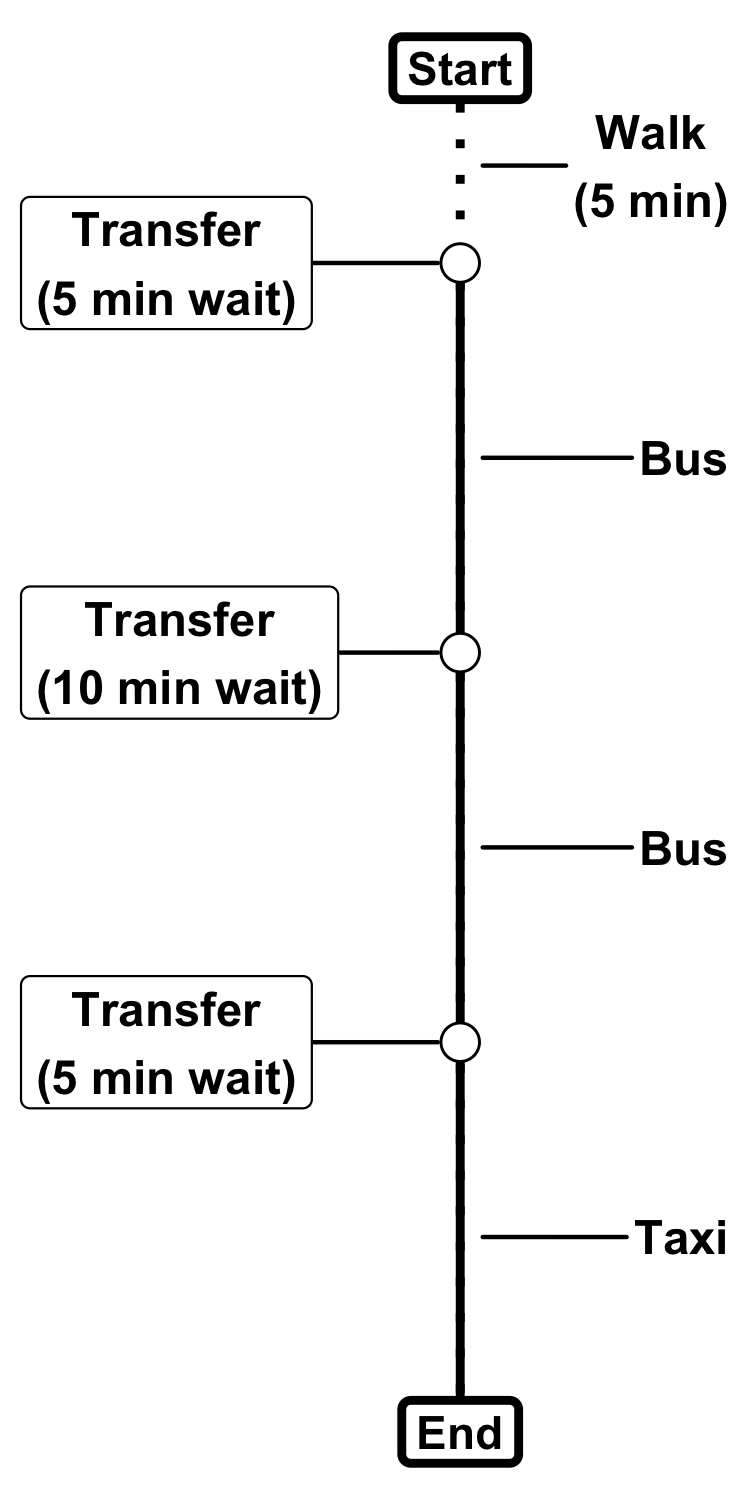 Start
Walk
(5 min)
Transfer
(5 min wait)
Bus
Transfer
(10 min wait)
Bus
Transfer
(5 min wait)
Taxi
End